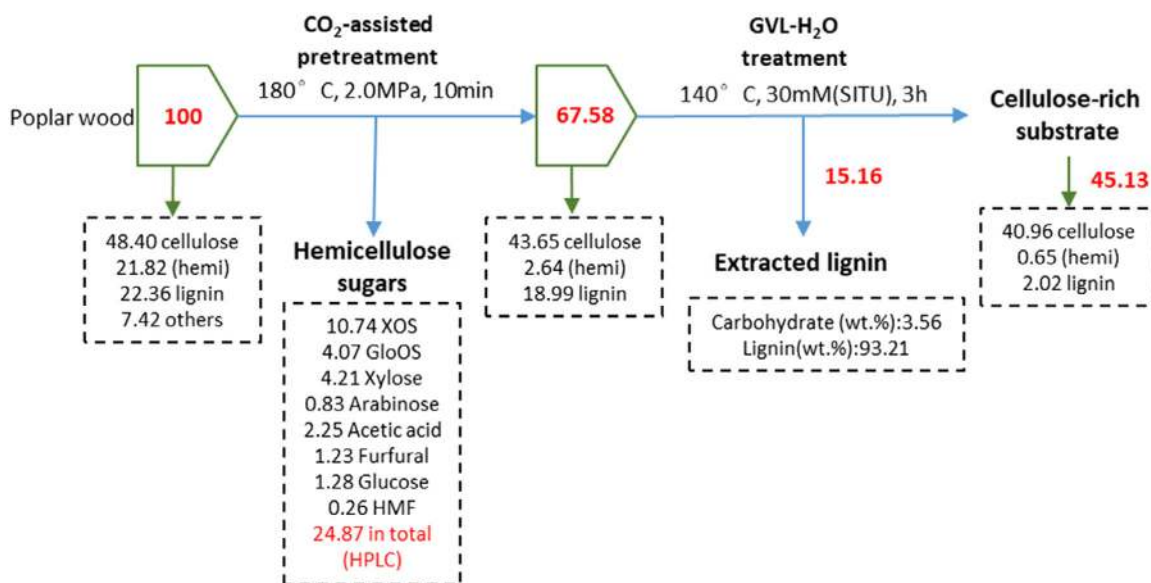 CO₂-assisted
pretreatment
180° C, 2.0MPa, 10min
GVL-H₂O
treatment
140° C, 30mM(SITU), 3h
Poplar wood
100
67.58
Cellulose-rich
substrate
15.16
45.13
48.40 cellulose
21.82 (hemi)
22.36 lignin
7.42 others
Hemicellulose
sugars
10.74 XOS
4.07 GloOS
4.21 Xylose
0.83 Arabinose
2.25 Acetic acid
1.23 Furfural
1.28 Glucose
0.26 HMF
24.87 in total
(HPLC)
43.65 cellulose
2.64 (hemi)
18.99 lignin
Extracted lignin
Carbohydrate (wt.%):3.56
Lignin(wt.%):93.21
40.96 cellulose
0.65 (hemi)
2.02 lignin